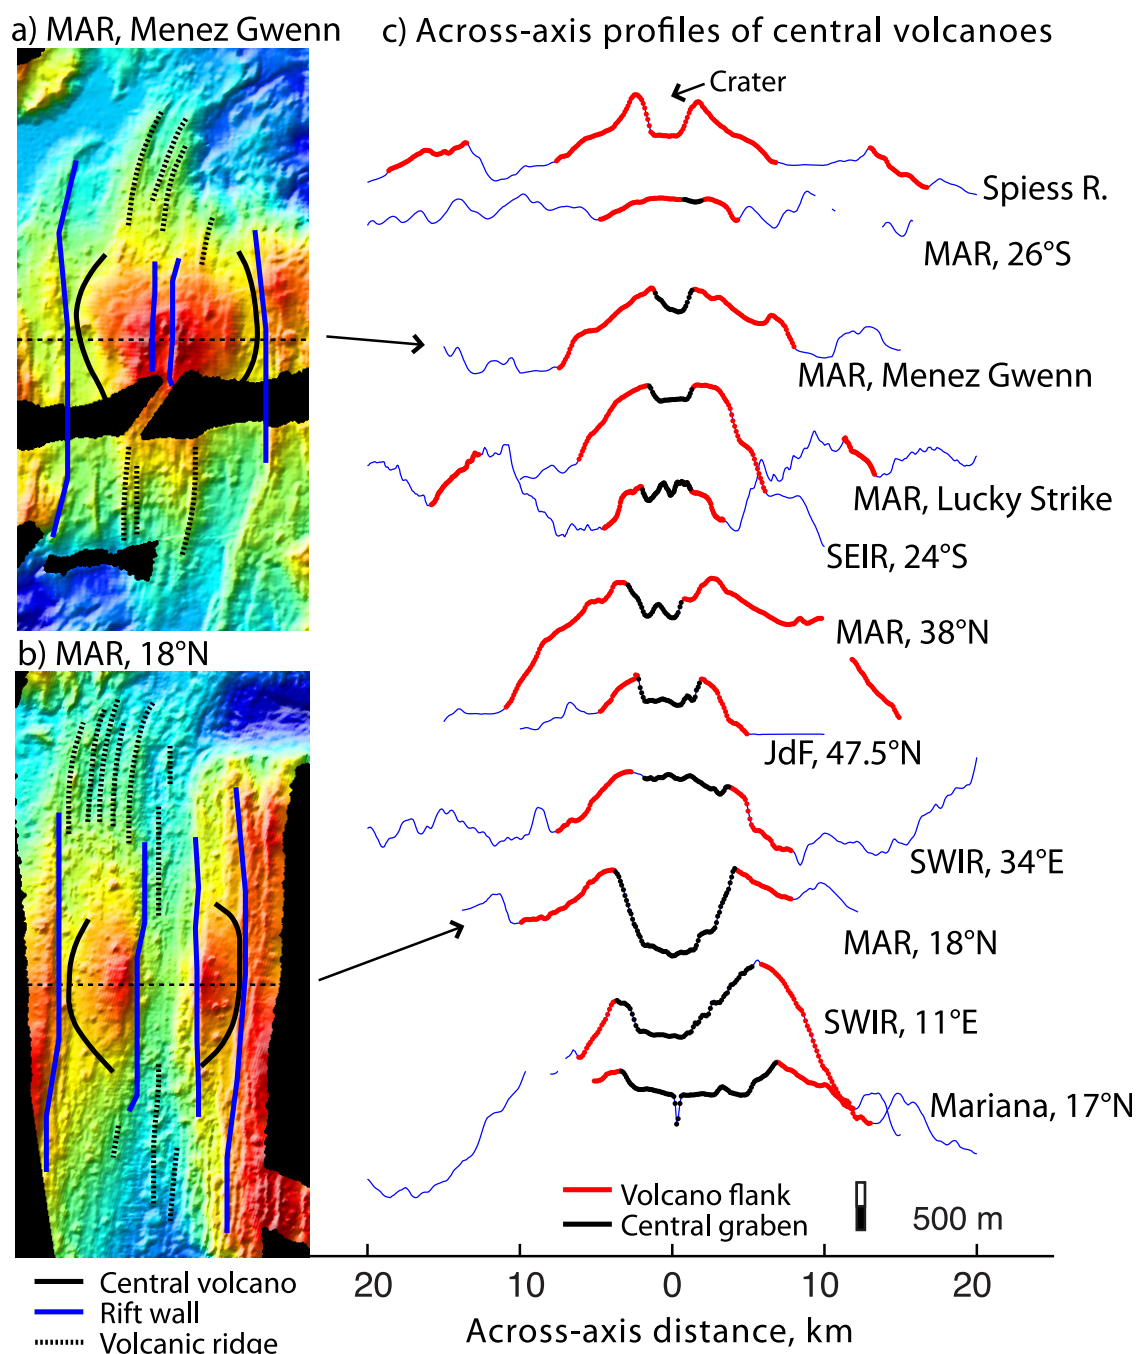 a) MAR, Menez Gwenn
c) Across-axis profiles of central volcanoes
Crater
Spiess R.
MAR, 26°S
MAR, Menez Gwenn
MAR, Lucky Strike
SEIR, 24°S
MAR, 38°N
b) MAR, 18°N
JdF, 47.5°N
SWIR, 34°E
MAR, 18°N
SWIR, 11°E
Mariana, 17°N
Volcano flank
Central graben
500 m
20 10 0 10 20
Across-axis distance, km
Central volcano
Rift wall
Volcanic ridge